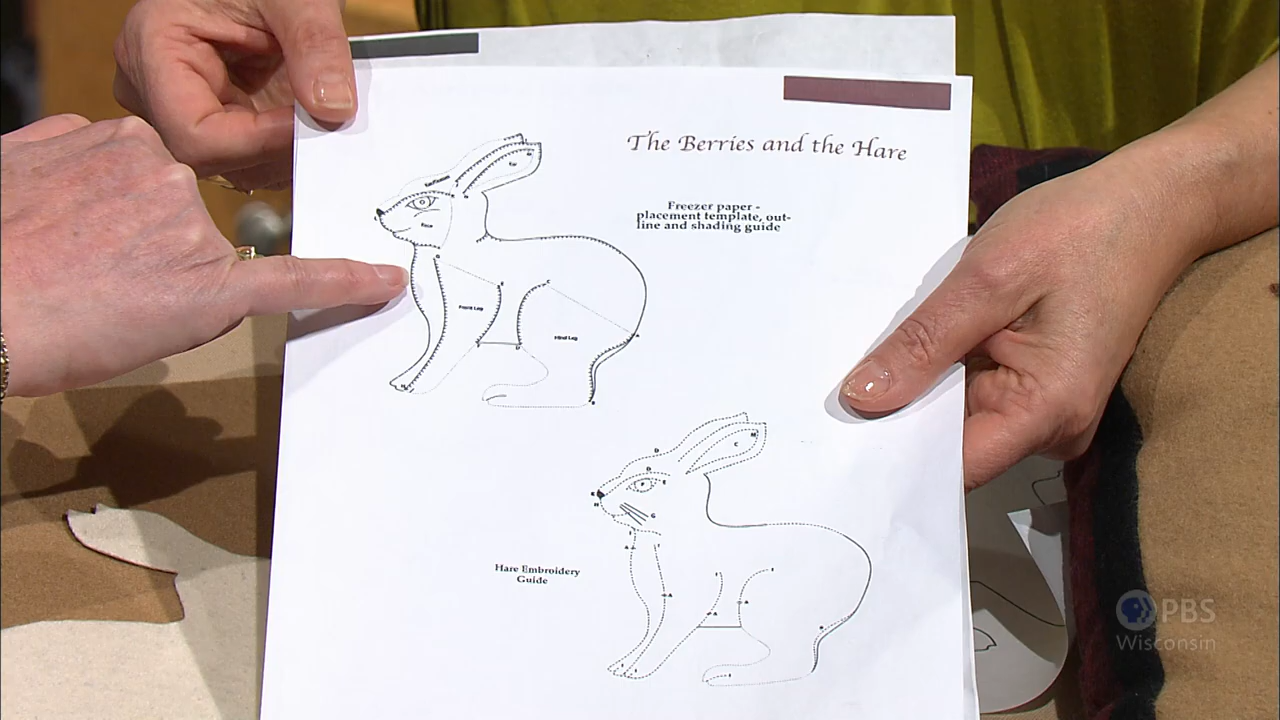 The Berries and the Hare
Freezer paper -
placement template, out-
line and shading guide
Ear
Face
Front Leg
Hind Leg
Hare Embroidery
Guide
PBS
Wisconsin